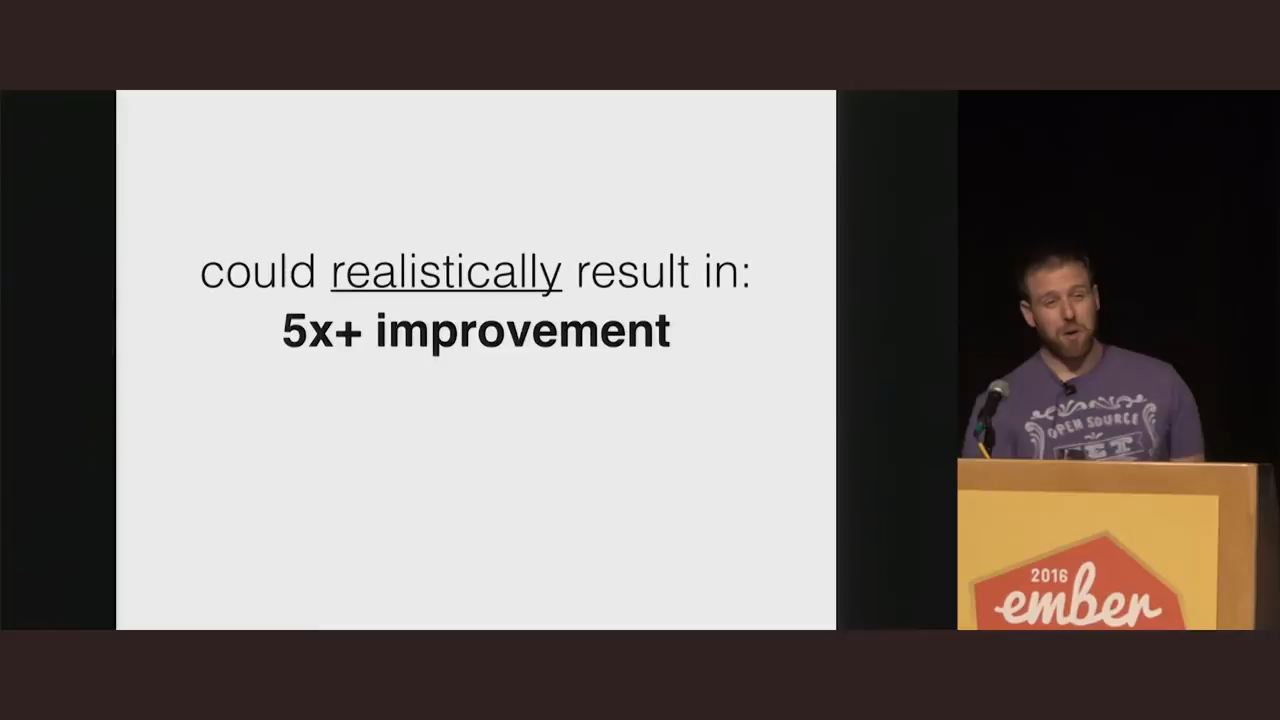 could realistically result in:
5x+ improvement
OPEN SOURCE
2016
ember